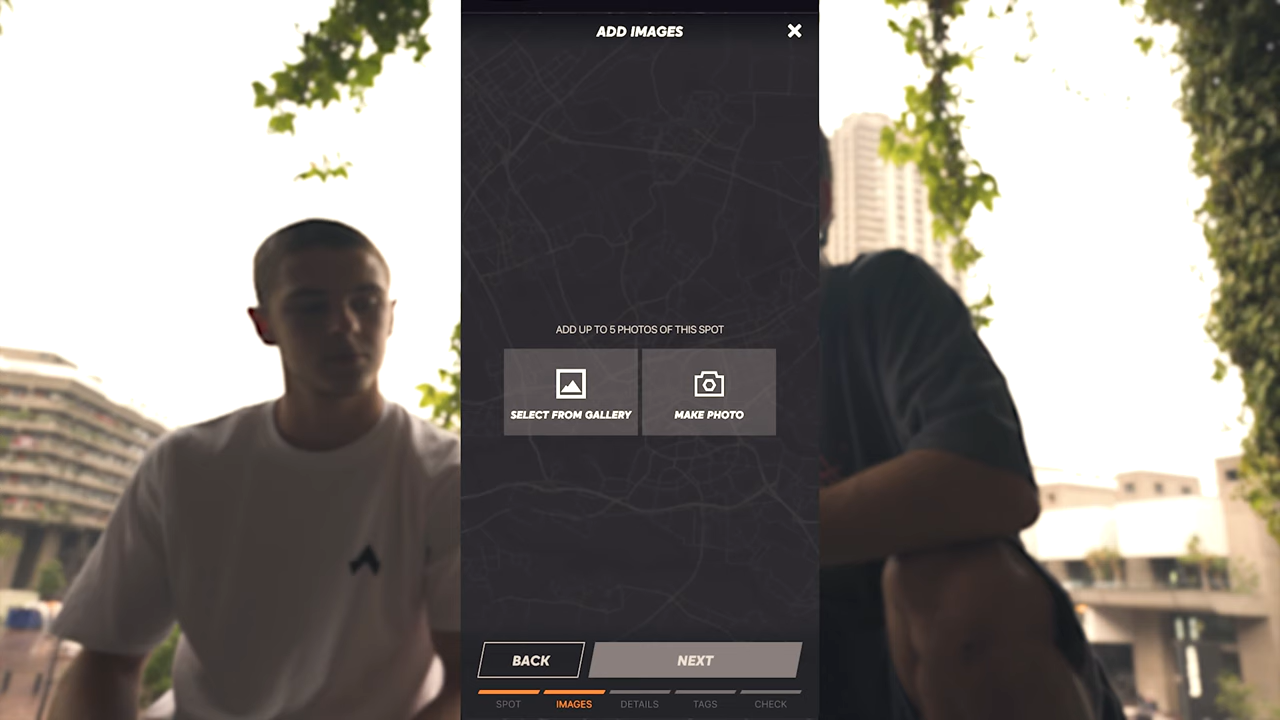 ADD IMAGES
ADD UP TO 5 PHOTOS OF THIS SPOT
SELECT FROM GALLERY
MAKE PHOTO
BACK
NEXT
SPOT
IMAGES
DETAILS
TAGS
CHECK